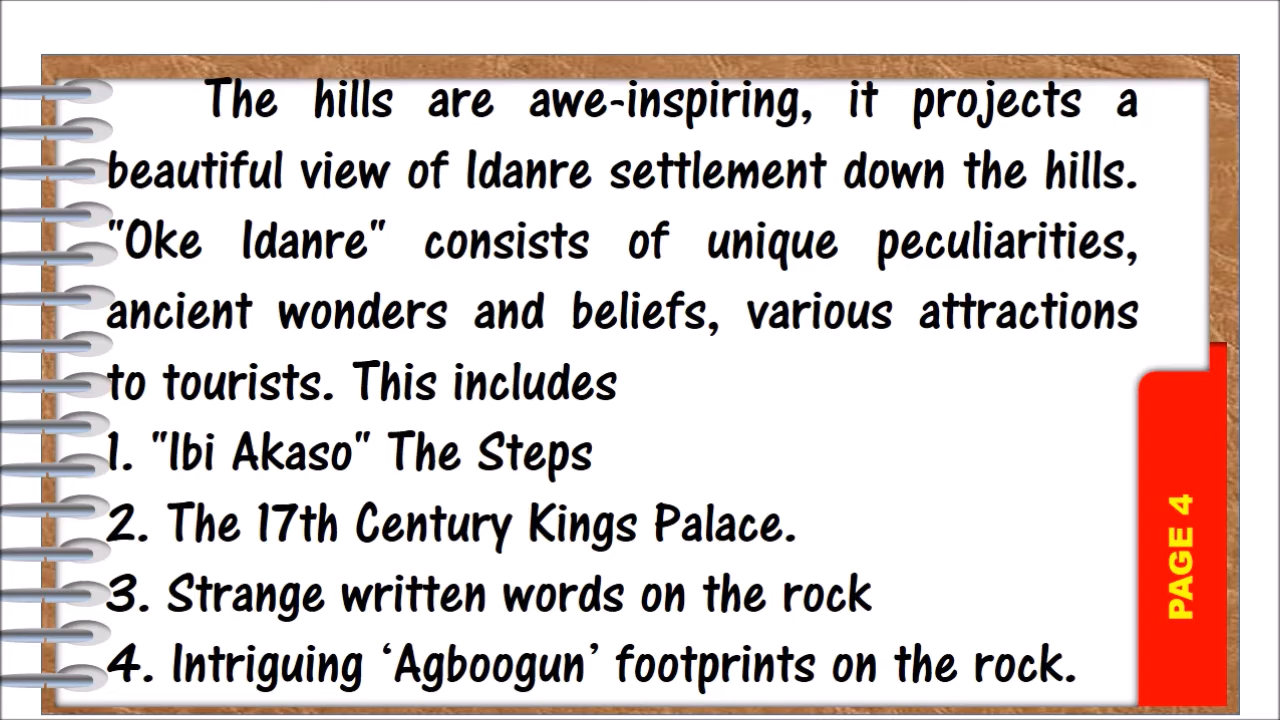 The hills are awe-inspiring, it projects a
beautiful view of Idanre settlement down the hills.
"Oke Idanre" consists of unique peculiarities,
ancient wonders and beliefs, various attractions
to tourists. This includes
1. "Ibi Akaso" The Steps
2. The 17th Century Kings Palace.
3. Strange written words on the rock
4. Intriguing ‘Agboogun’ footprints on the rock.
PAGE 4